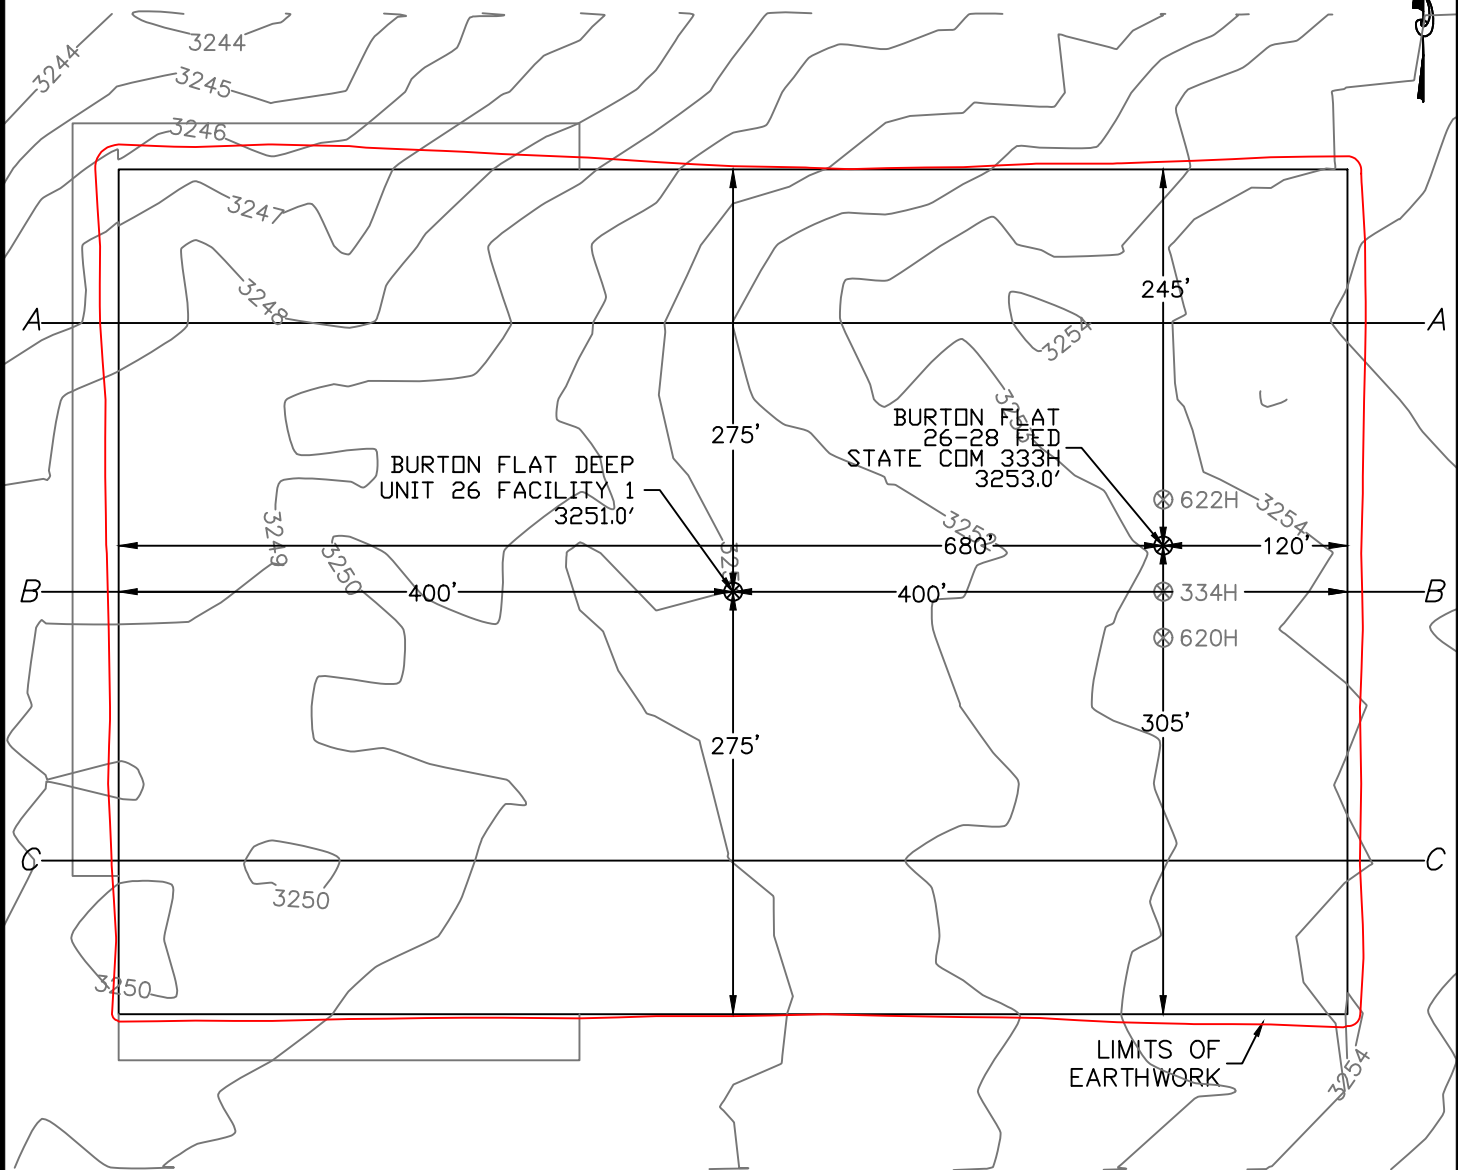 3244
3244
3245
3246
3247
3248
245'
A
A
3254
275'
BURTON FLAT
26-28 FED
STATE COM 333H
3253.0'
BURTON FLAT DEEP
UNIT 26 FACILITY 1
3251.0'
622H
3254
3249
3250
680'
120'
B
400'
400'
334H
B
620H
305'
275'
C
C
3250
3250
LIMITS OF
EARTHWORK
3254